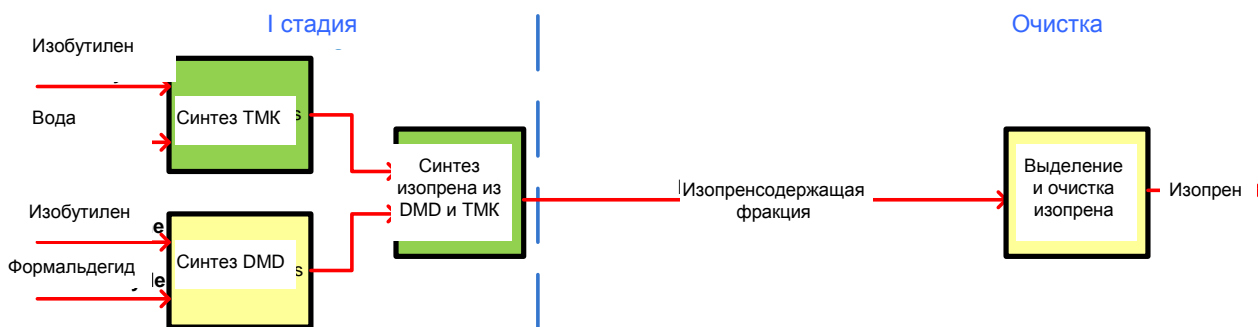 I стадия
Очистка
Изобутилен
Вода
Синтез ТМК s
Синтез
изопрена из
DMD и ТМК
Изопренсодержащая
фракция
Выделение
и очистка
изопрена
Изопрен
Изобутилен
e
Формальдегид
de
Синтез DMD s